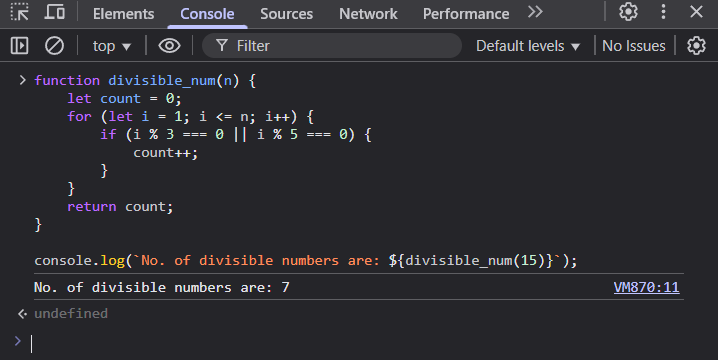 Elements Console Sources Network Performance
top Filter Default levels No Issues
function divisible_num(n) {
    let count = 0;
    for (let i = 1; i <= n; i++) {
        if (i % 3 === 0 || i % 5 === 0) {
            count++;
        }
    }
    return count;
}

console.log(`No. of divisible numbers are: ${divisible_num(15)}`);
No. of divisible numbers are: 7 VM870:11
undefined